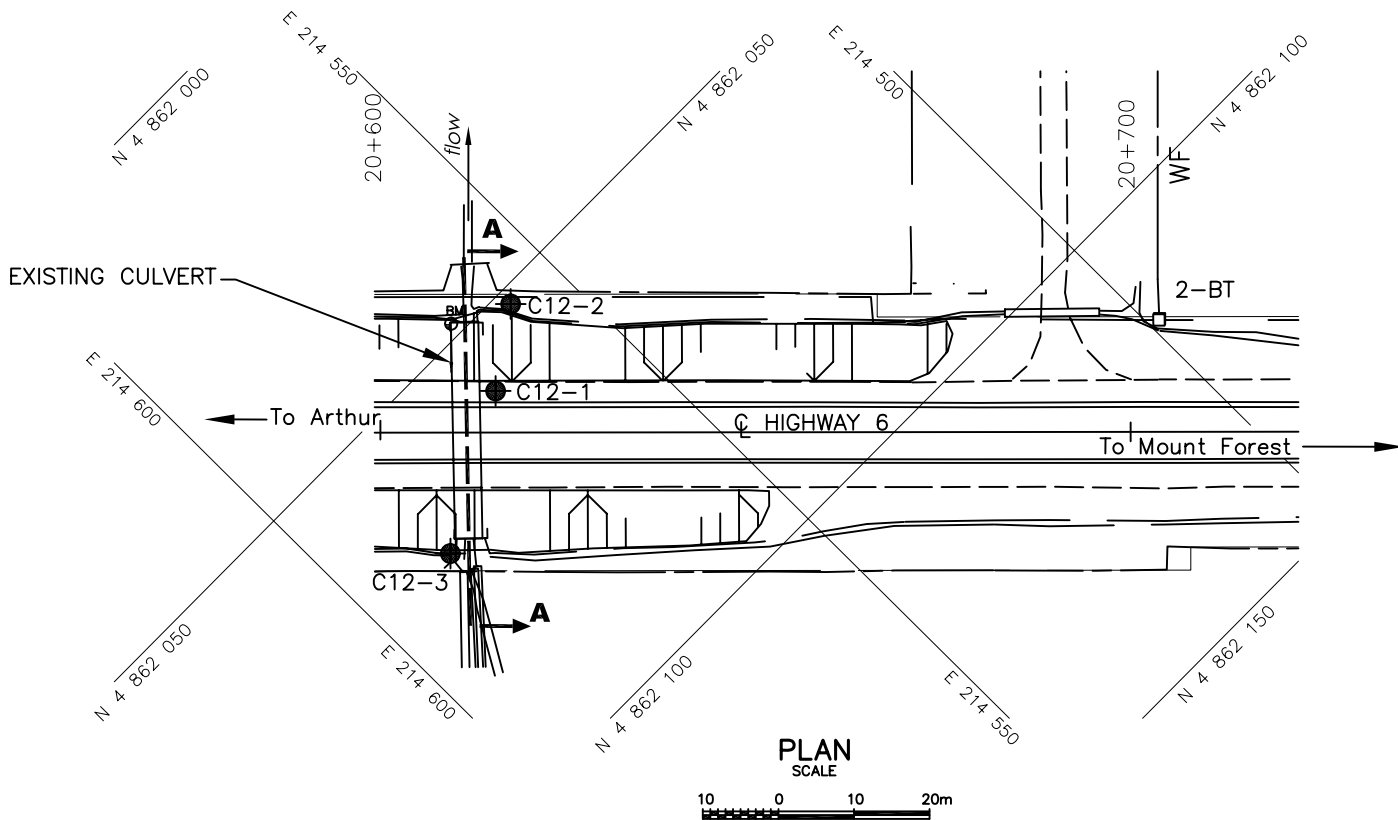 N 4 862 000
E 214 550
20+600
flow
N 4 862 050
E 214 500
20+700
WF
N 4 862 100
A
EXISTING CULVERT
C12-2
2-BT
BM
E 214 600
C12-1
To Arthur
℄ HIGHWAY 6
To Mount Forest
C12-3
A
N 4 862 050
E 214 600
N 4 862 100
E 214 550
N 4 862 150
PLAN
SCALE
10 0 10 20m